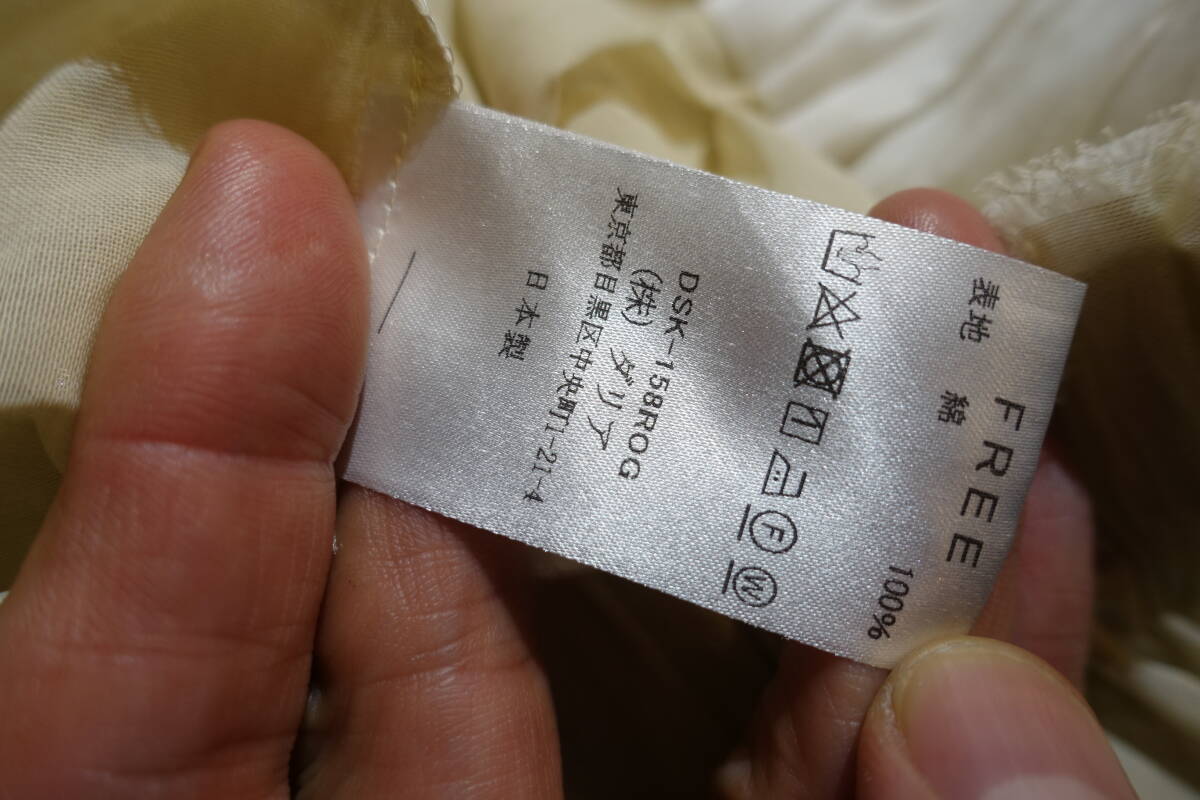 FREE
表地 綿 100%
F W
DSK-158ROG
(株) ダリア
東京都目黒区中央町1-21-4
日本製